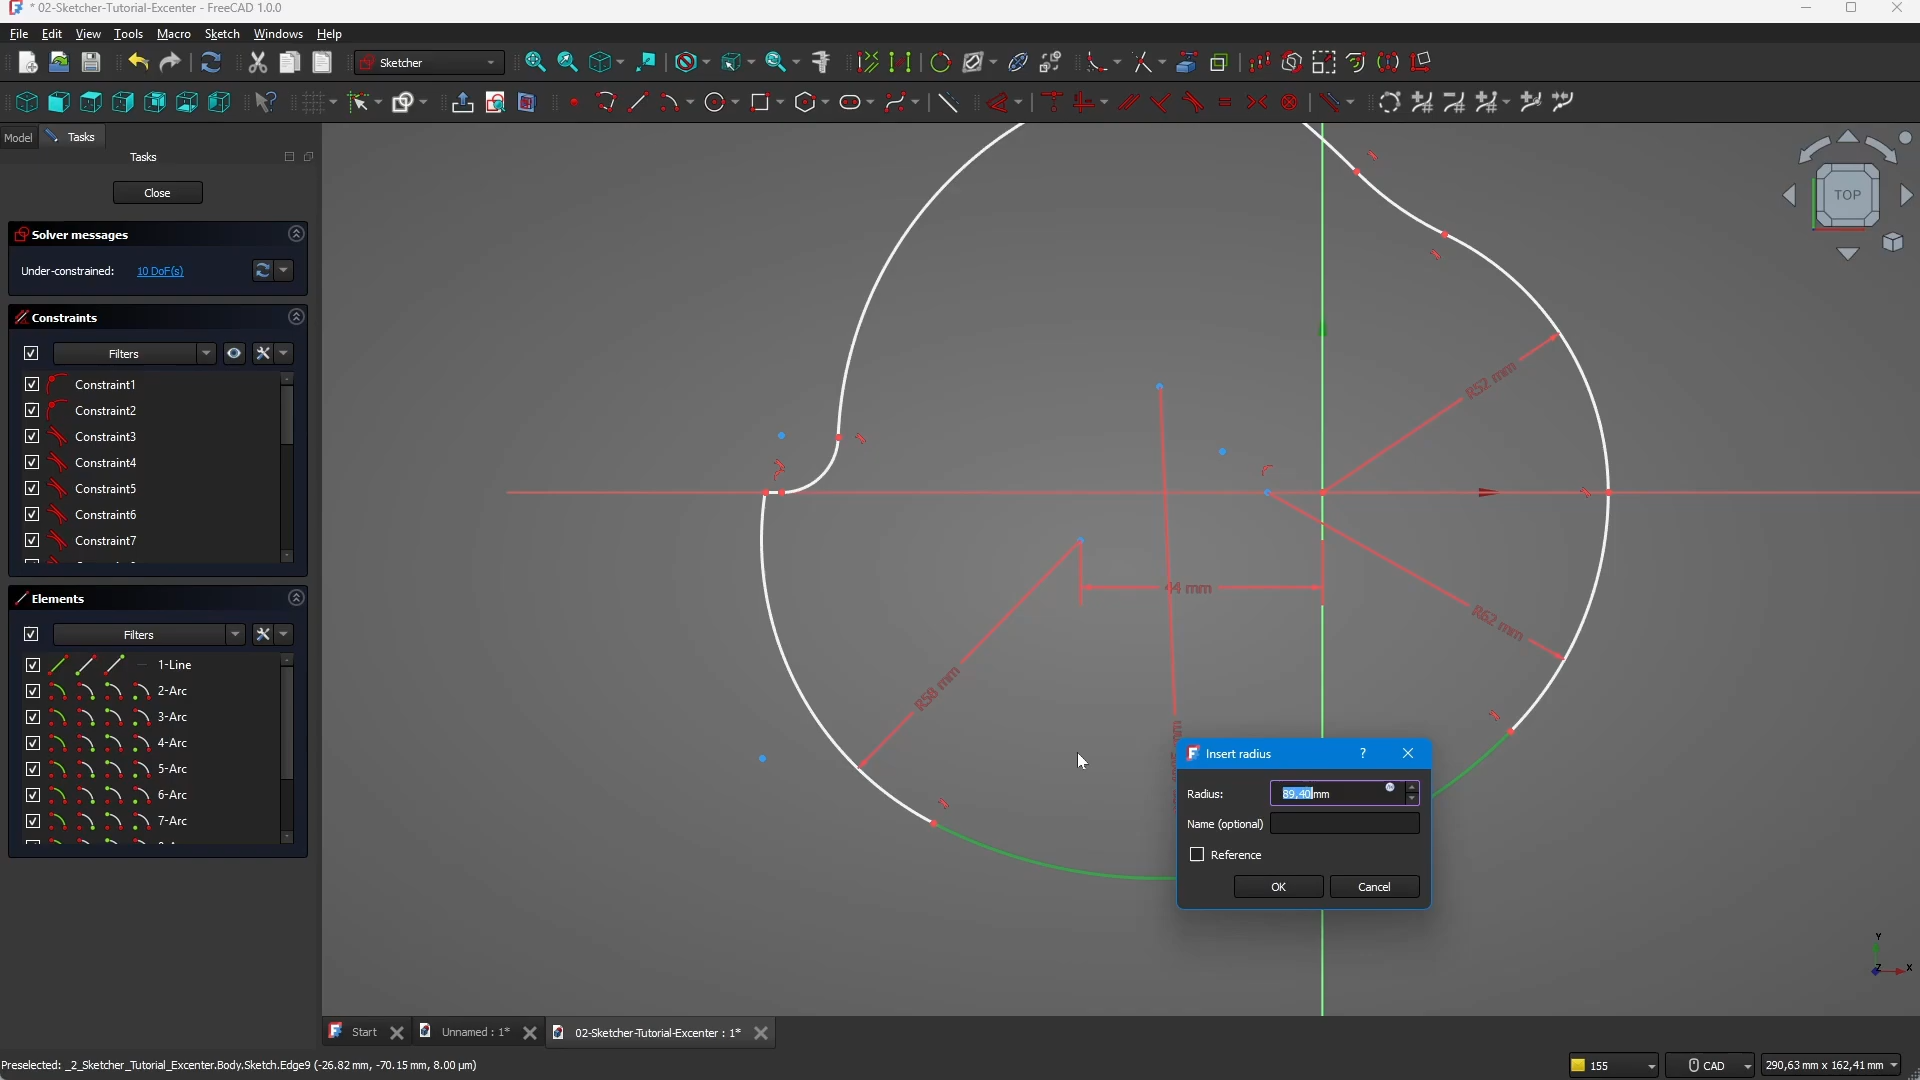 * 02-Sketcher-Tutorial-Excenter - FreeCAD 1.0.0
File Edit View Tools Macro Sketch Windows Help
Sketcher
Model Tasks
Tasks
Close
Solver messages
Under-constrained: 10 DoF(s)
Constraints
Filters
Constraint1
Constraint2
Constraint3
Constraint4
Constraint5
Constraint6
Constraint7
Elements
Filters
1-Line
2-Arc
3-Arc
4-Arc
5-Arc
6-Arc
7-Arc
TOP
R52 mm
44 mm
R62 mm
R58 mm
Insert radius ?
Radius: 89,40 mm
Name (optional)
Reference
OK Cancel
Y
Z X
Start Unnamed : 1* 02-Sketcher-Tutorial-Excenter : 1*
Preselected: _2_Sketcher_Tutorial_Excenter.Body.Sketch.Edge9 (-26.82 mm, -70.15 mm, 8.00 µm)
155 CAD 290,63 mm x 162,41 mm